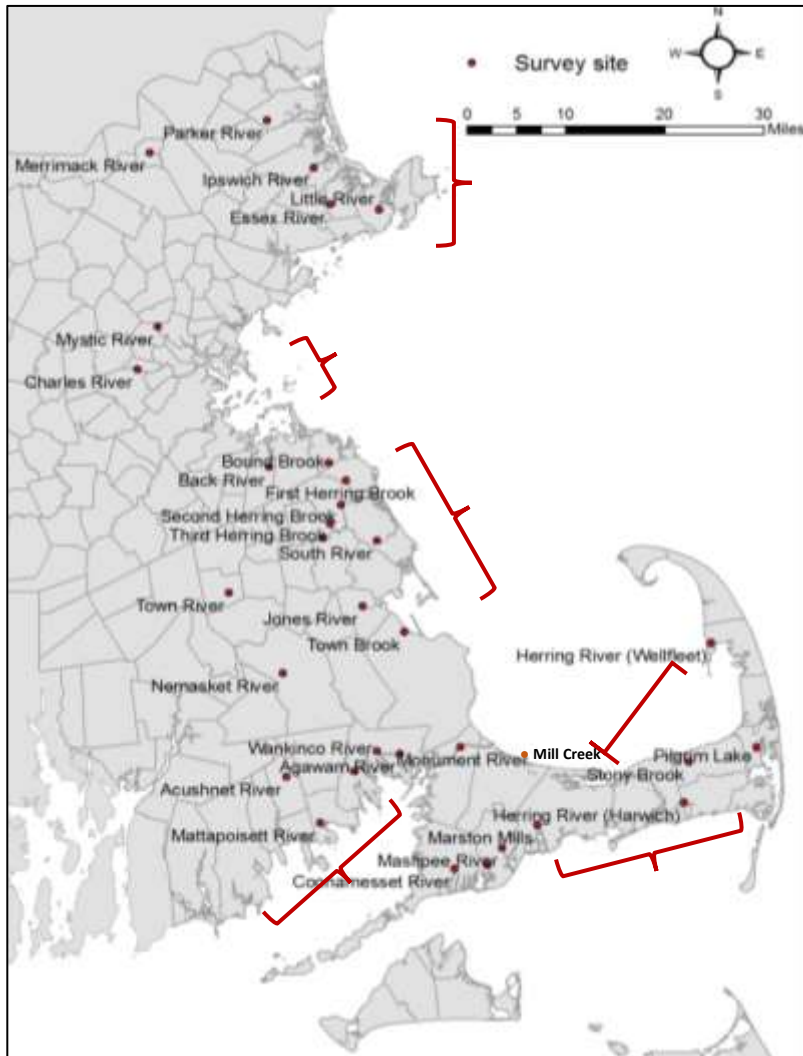 N
W E
S
Survey site
0 5 10 20 30
Miles
Parker River
Merrimack River
Ipswich River
Little River
Essex River
Mystic River
Charles River
Bound Brook
Back River
First Herring Brook
Second Herring Brook
Third Herring Brook
South River
Town River
Jones River
Town Brook
Herring River (Wellfleet)
Nemasket River
Wankinco River
Mill Creek
Monument River
Pilgrim Lake
Agawam River
Stony Brook
Acushnet River
Herring River (Harwich)
Mattapoisett River
Marston Mills
Mashpee River
Coonamesset River